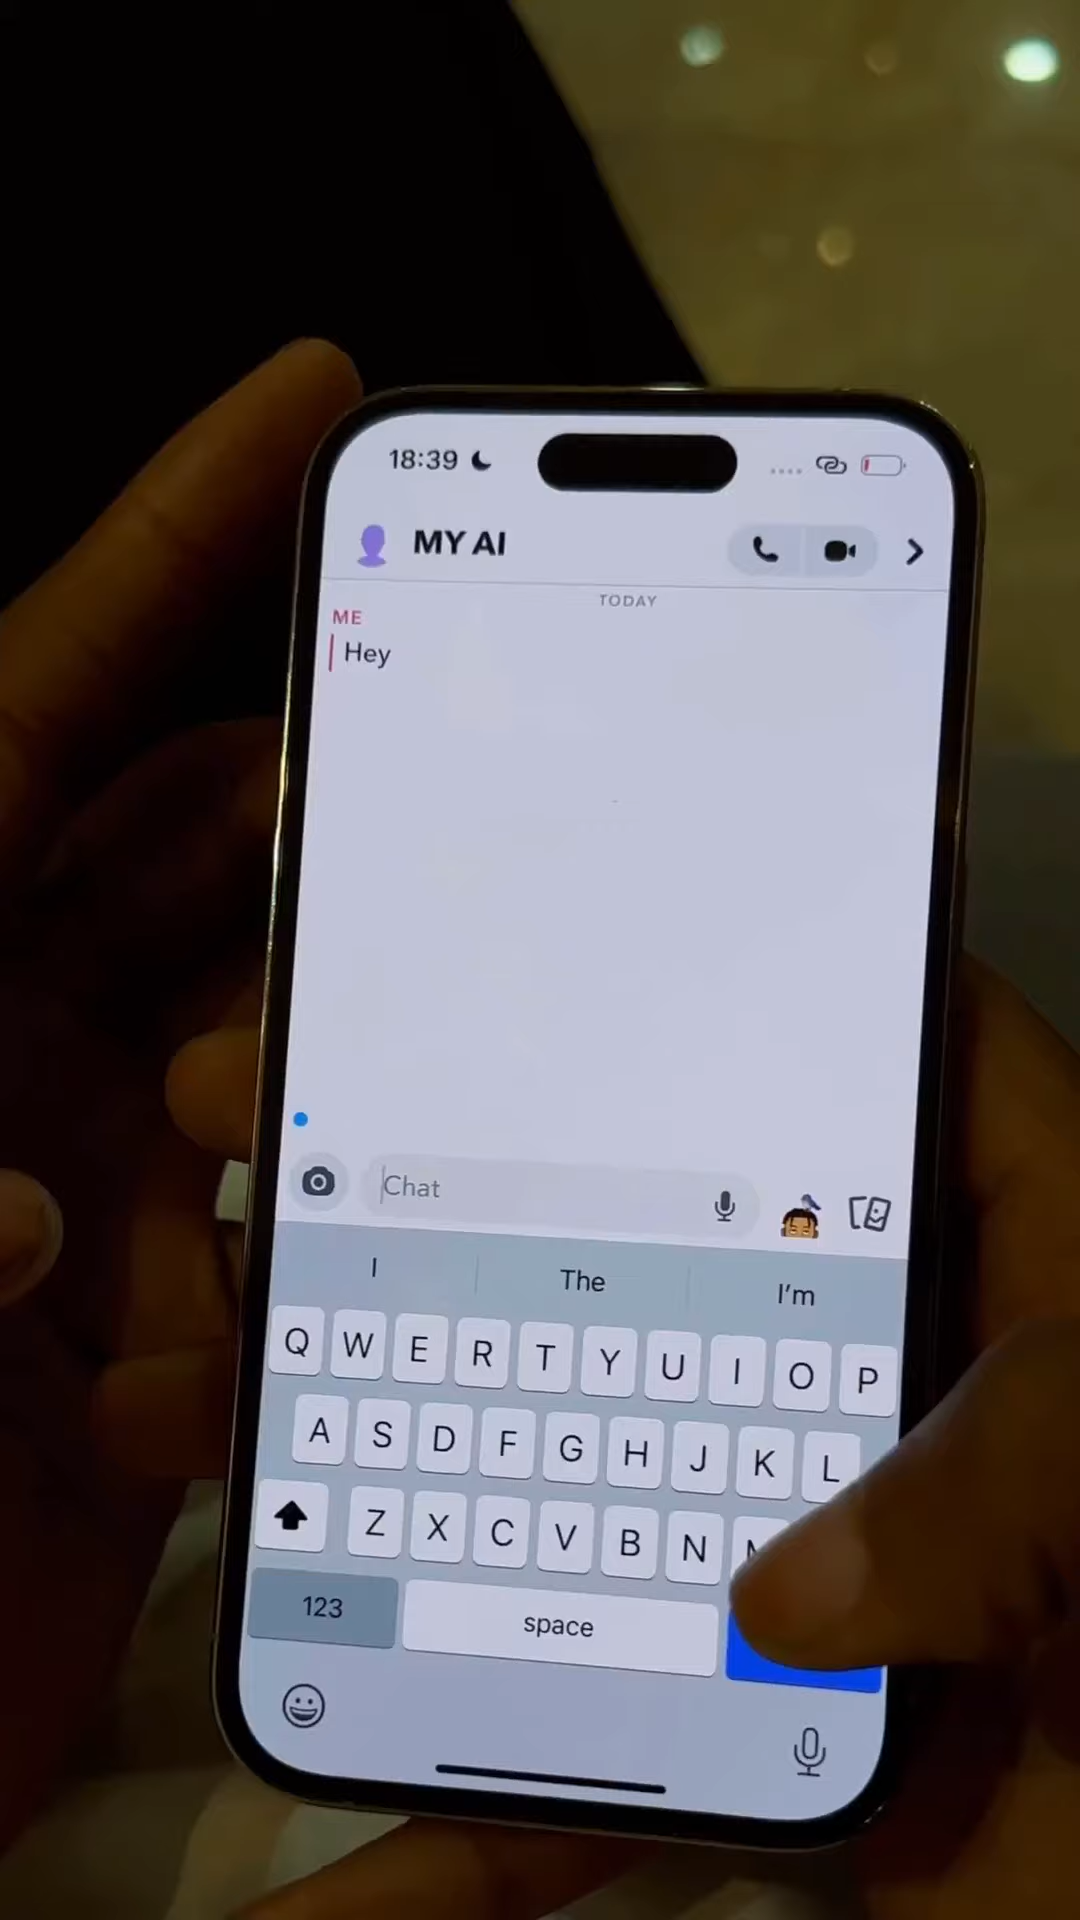 18:39
MY AI
TODAY
ME
Hey
Chat
I The I'm
Q W E R T Y U I O P
A S D F G H J K L
Z X C V B N
123 space